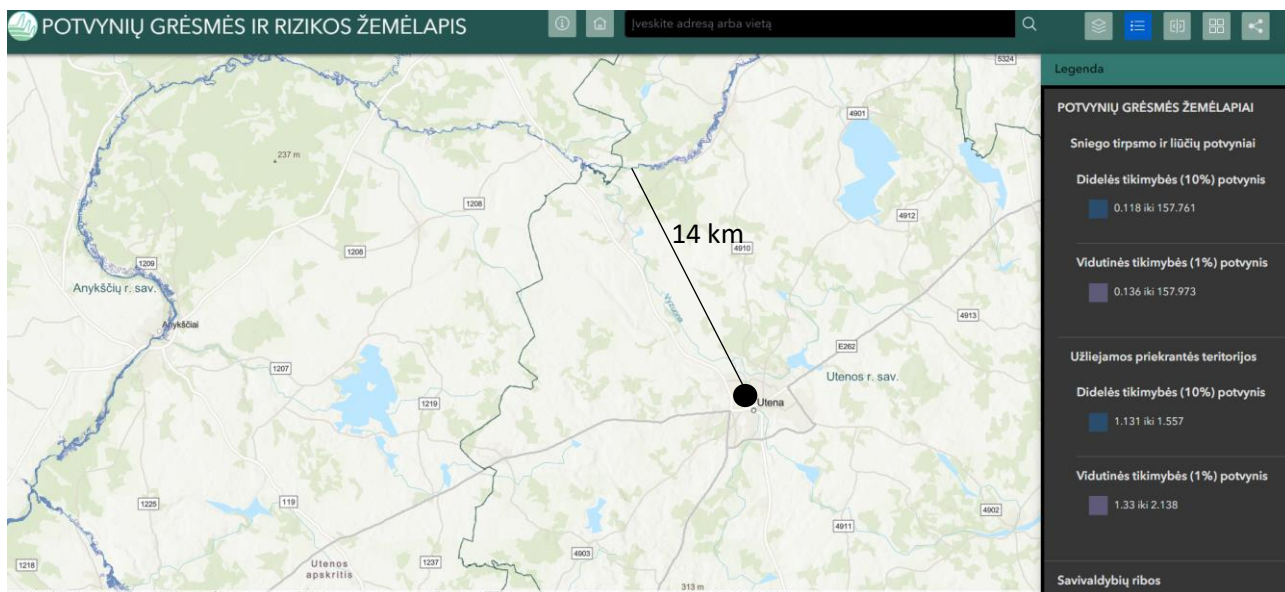 POTVYNIŲ GRĖSMĖS IR RIZIKOS ŽEMĖLAPIS
Įveskite adresą arba vietą
5324
4901
237 m
1208
4912
14 km
4910
1208
1209
Anykščių r. sav.
Vyžuona
4913
Anykščiai
E262
1207
Utenos r. sav.
1219
Utena
119
1225
4902
4911
4903
Utenos
apskritis
1237
1218
313 m
Legenda
POTVYNIŲ GRĖSMĖS ŽEMĖLAPIAI
Sniego tirpsmo ir liūčių potvyniai
Didelės tikimybės (10%) potvynis
0.118 iki 157.761
Vidutinės tikimybės (1%) potvynis
0.136 iki 157.973
Užliejamos priekrantės teritorijos
Didelės tikimybės (10%) potvynis
1.131 iki 1.557
Vidutinės tikimybės (1%) potvynis
1.33 iki 2.138
Savivaldybių ribos